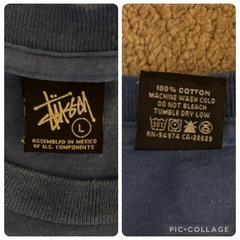 Stüssy
L
ASSEMBLED IN MEXICO
OF U.S. COMPONENTS
100% COTTON
MACHINE WASH COLD
DO NOT BLEACH
TUMBLE DRY LOW
RN-94974 CA-28629
PIC•COLLAGE